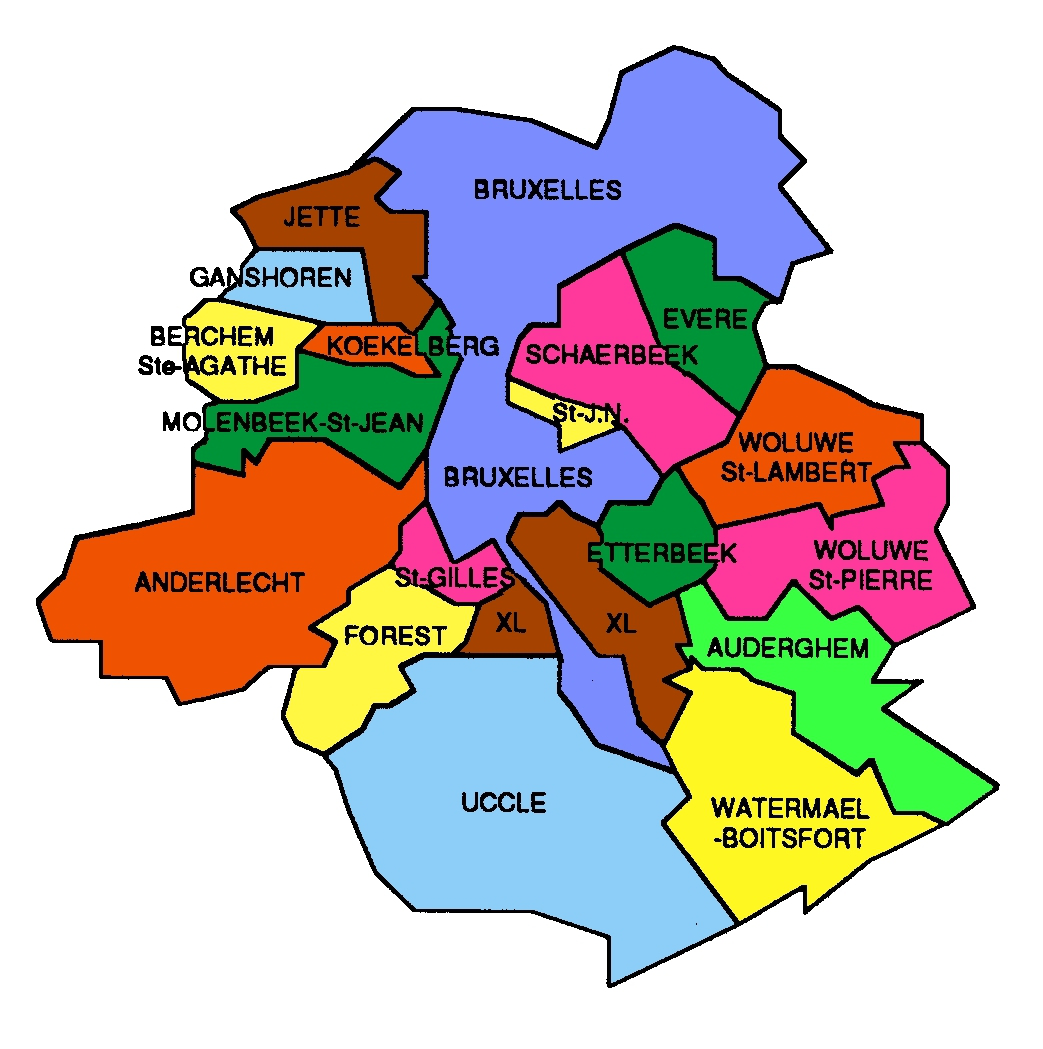 BRUXELLES
JETTE
GANSHOREN
EVERE
BERCHEM
Ste-AGATHE
KOEKELBERG
SCHAERBEEK
St-J.N.
MOLENBEEK-St-JEAN
WOLUWE
St-LAMBERT
BRUXELLES
ETTERBEEK
WOLUWE
St-PIERRE
ANDERLECHT
St-GILLES
FOREST
XL
XL
AUDERGHEM
UCCLE
WATERMAEL
-BOITSFORT